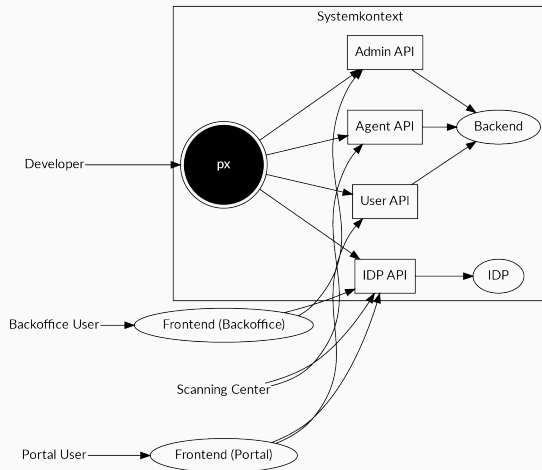 Systemkontext
Admin API
Agent API
Backend
Developer
px
User API
IDP API
IDP
Backoffice User
Frontend (Backoffice)
Scanning Center
Portal User
Frontend (Portal)